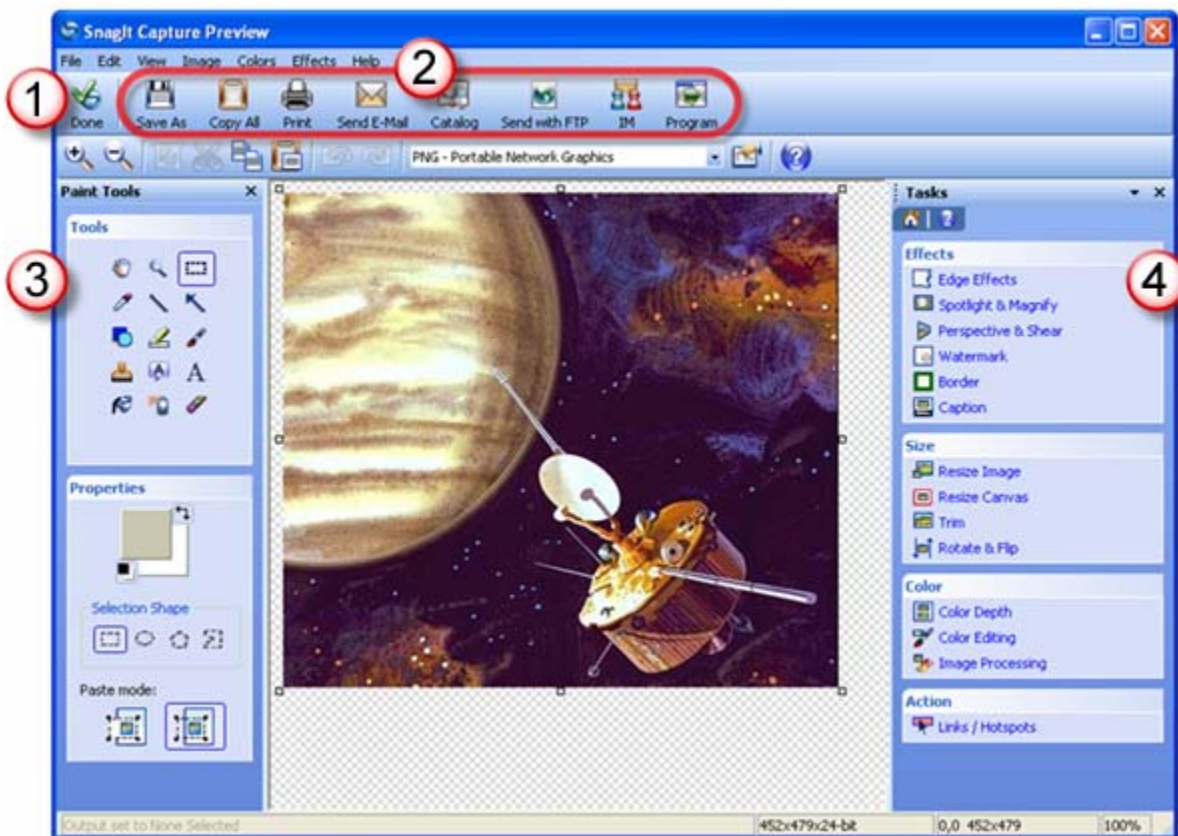 SnagIt Capture Preview
File Edit View Image Colors Effects Help
1
2
Done Save As Copy All Print Send E-Mail Catalog Send with FTP IM Program
PNG - Portable Network Graphics
Paint Tools
Tools
3
A
Properties
Selection Shape
Paste mode:
Tasks
Effects
4
Edge Effects
Spotlight & Magnify
Perspective & Shear
Watermark
Border
Caption
Size
Resize Image
Resize Canvas
Trim
Rotate & Flip
Color
Color Depth
Color Editing
Image Processing
Action
Links / Hotspots
Output set to None Selected 452x479x24-bit 0,0 452x479 100%